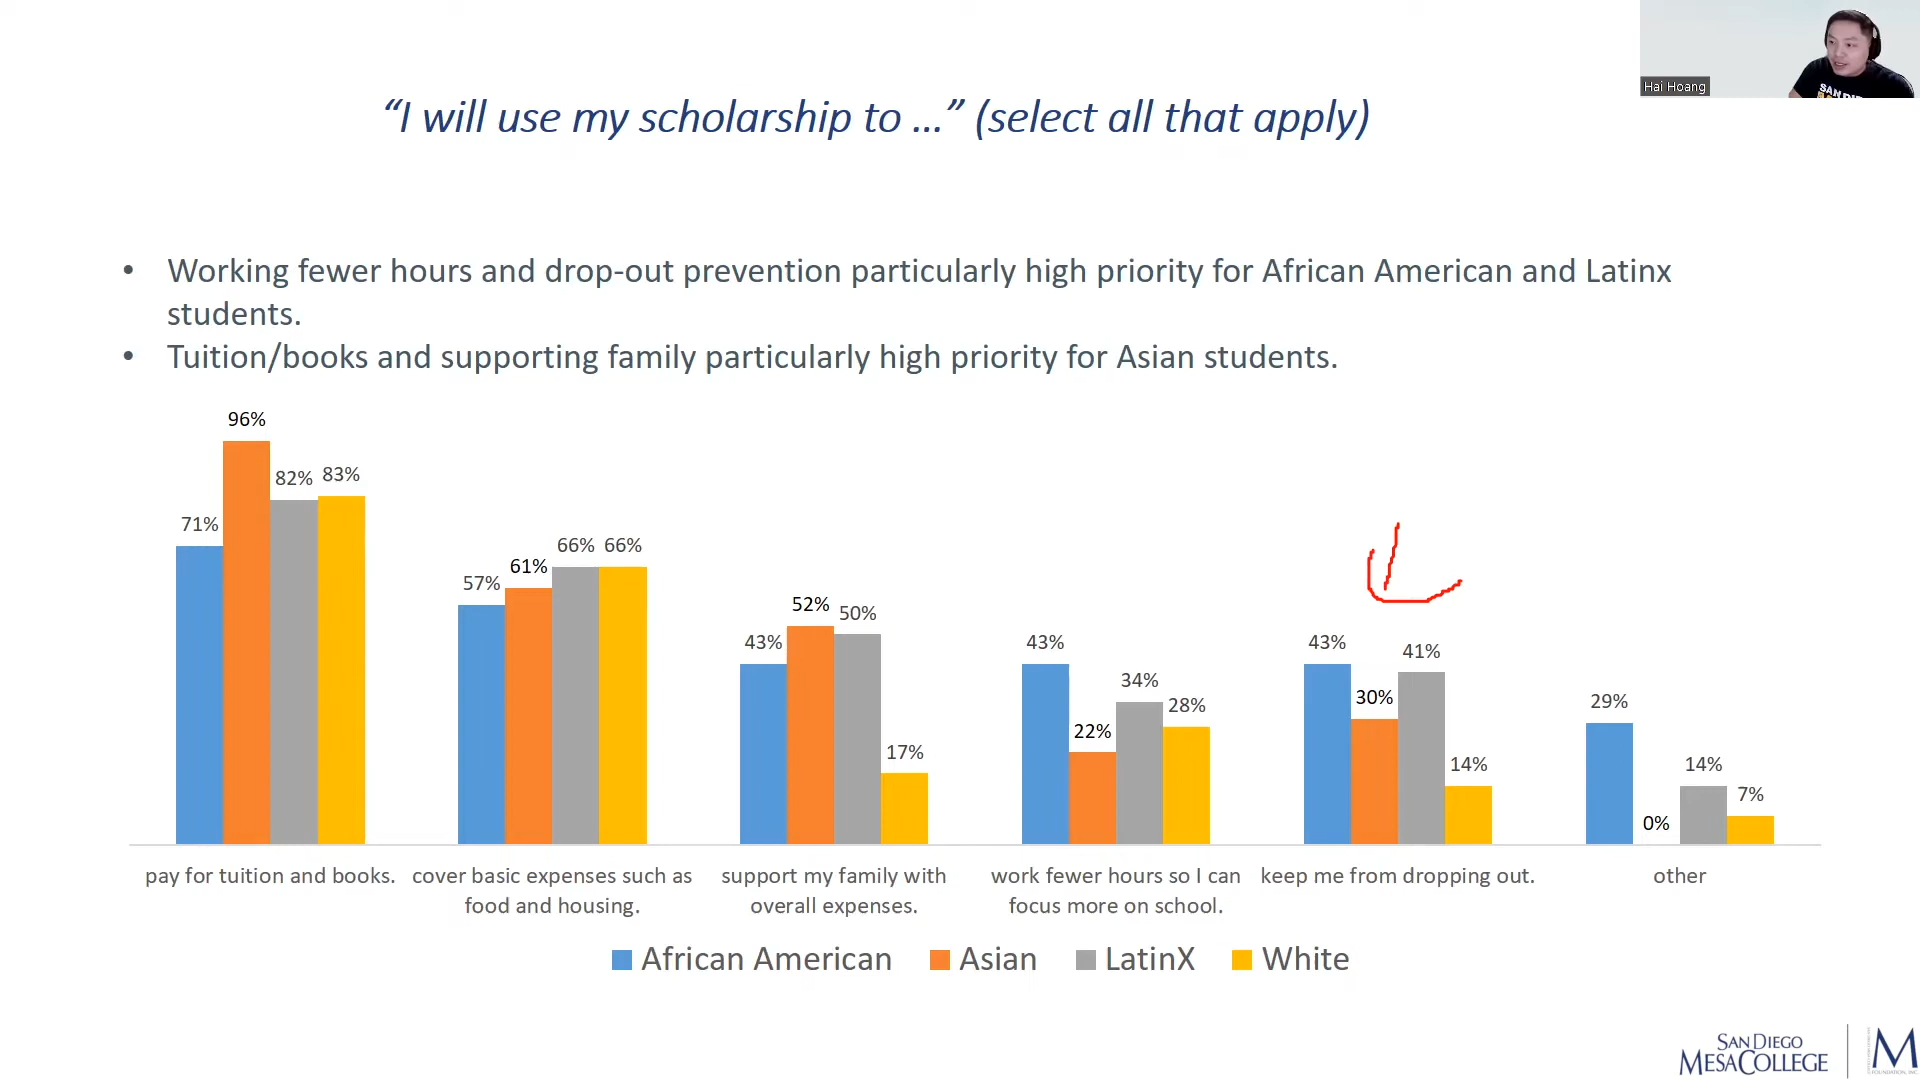 Hai Hoang
“I will use my scholarship to …” (select all that apply)
• Working fewer hours and drop-out prevention particularly high priority for African American and Latinx
students.
• Tuition/books and supporting family particularly high priority for Asian students.
96%
82% 83%
71%
66% 66%
61%
57%
52% 50%
43%
17%
43%
34%
28%
22%
43%
41%
30%
14%
29%
14%
7%
0%
pay for tuition and books.
cover basic expenses such as
food and housing.
support my family with
overall expenses.
work fewer hours so I can
focus more on school.
keep me from dropping out.
other
African American Asian LatinX White
SAN DIEGO
MESA COLLEGE
M